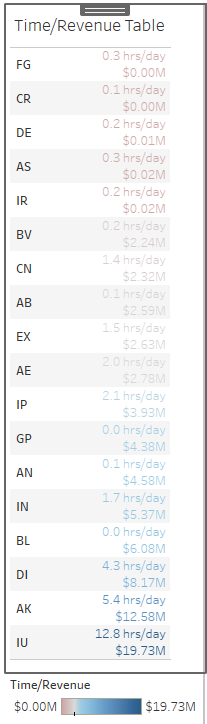 Time/Revenue Table
FG 0.3 hrs/day
$0.00M
CR 0.1 hrs/day
$0.00M
DE 0.2 hrs/day
$0.01M
AS 0.3 hrs/day
$0.02M
IR 0.2 hrs/day
$0.02M
BV 0.2 hrs/day
$2.24M
CN 1.4 hrs/day
$2.32M
AB 0.1 hrs/day
$2.59M
EX 1.5 hrs/day
$2.63M
AE 2.0 hrs/day
$2.78M
IP 2.1 hrs/day
$3.93M
GP 0.0 hrs/day
$4.38M
AN 0.1 hrs/day
$4.58M
IN 1.7 hrs/day
$5.37M
BL 0.0 hrs/day
$6.08M
DI 4.3 hrs/day
$8.17M
AK 5.4 hrs/day
$12.58M
IU 12.8 hrs/day
$19.73M
Time/Revenue
$0.00M $19.73M